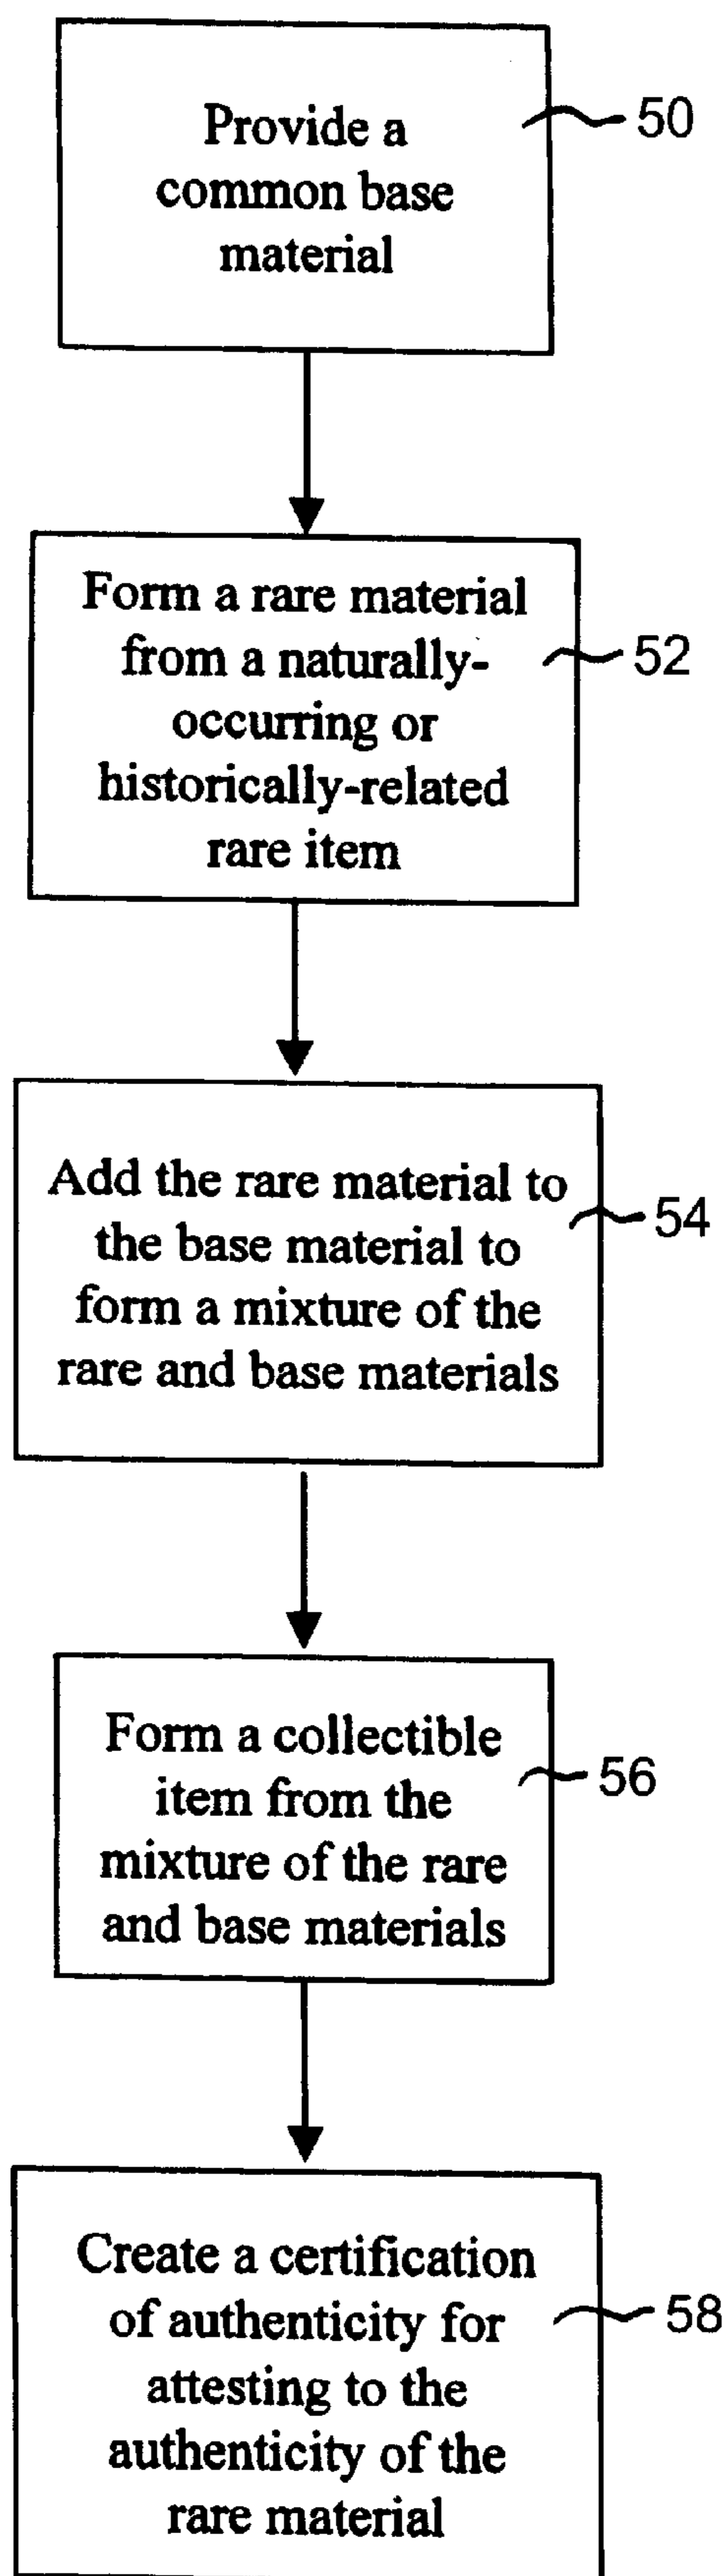 Provide a
common base
material
50
Form a rare material
from a naturally-
occurring or
historically-related
rare item
52
Add the rare material to
the base material to
form a mixture of the
rare and base materials
54
Form a collectible
item from the
mixture of the rare
and base materials
56
Create a certification
of authenticity for
attesting to the
authenticity of the
rare material
58